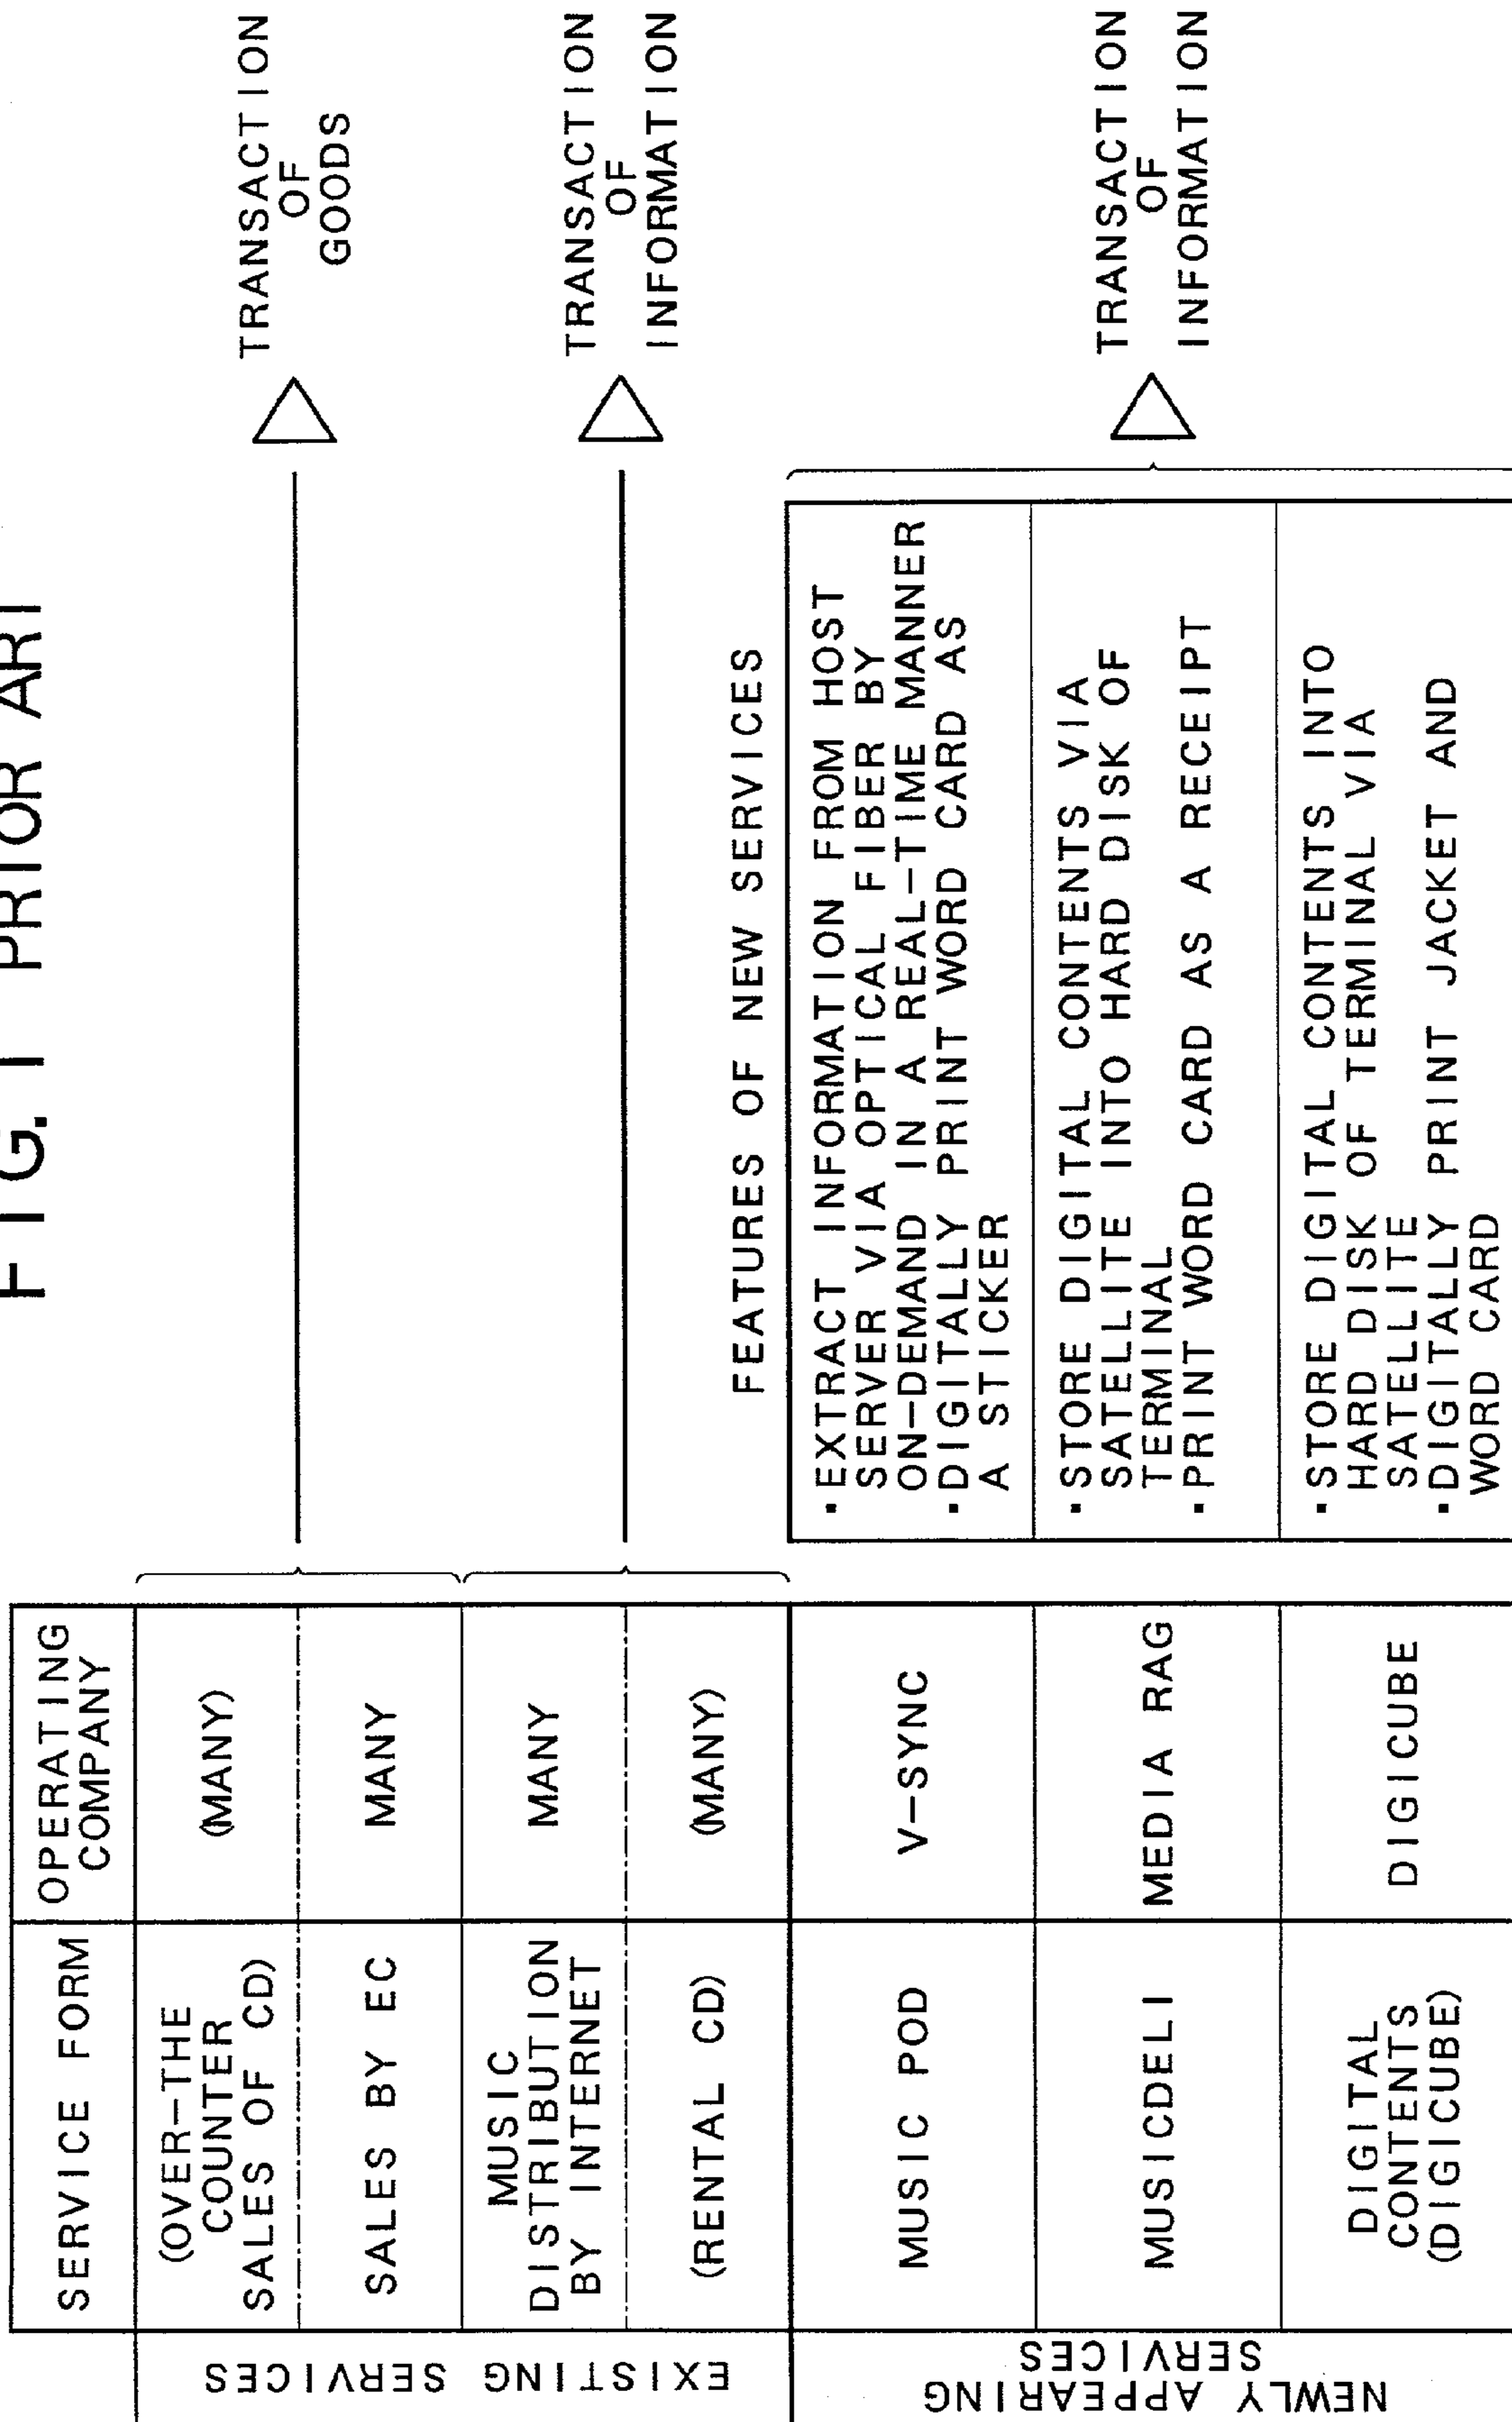 FIG. 1 PRIOR ART
SERVICE FORM
OPERATING
COMPANY
EXISTING SERVICES
(OVER-THE
COUNTER
SALES OF CD)
(MANY)
SALES BY EC
MANY
TRANSACTION
OF
GOODS
MUSIC
DISTRIBUTION
BY INTERNET
MANY
(RENTAL CD)
(MANY)
TRANSACTION
OF
INFORMATION
FEATURES OF NEW SERVICES
NEWLY APPEARING
SERVICES
MUSIC POD
V-SYNC
・EXTRACT INFORMATION FROM HOST
SERVER VIA OPTICAL FIBER BY
ON-DEMAND IN A REAL-TIME MANNER
・DIGITALLY PRINT WORD CARD AS
A STICKER
MUSICDELI
MEDIA RAG
・STORE DIGITAL CONTENTS VIA
SATELLITE INTO HARD DISK OF
TERMINAL
・PRINT WORD CARD AS A RECEIPT
DIGITAL
CONTENTS
(DIGICUBE)
DIGICUBE
・STORE DIGITAL CONTENTS INTO
HARD DISK OF TERMINAL VIA
SATELLITE
・DIGITALLY PRINT JACKET AND
WORD CARD
TRANSACTION
OF
INFORMATION